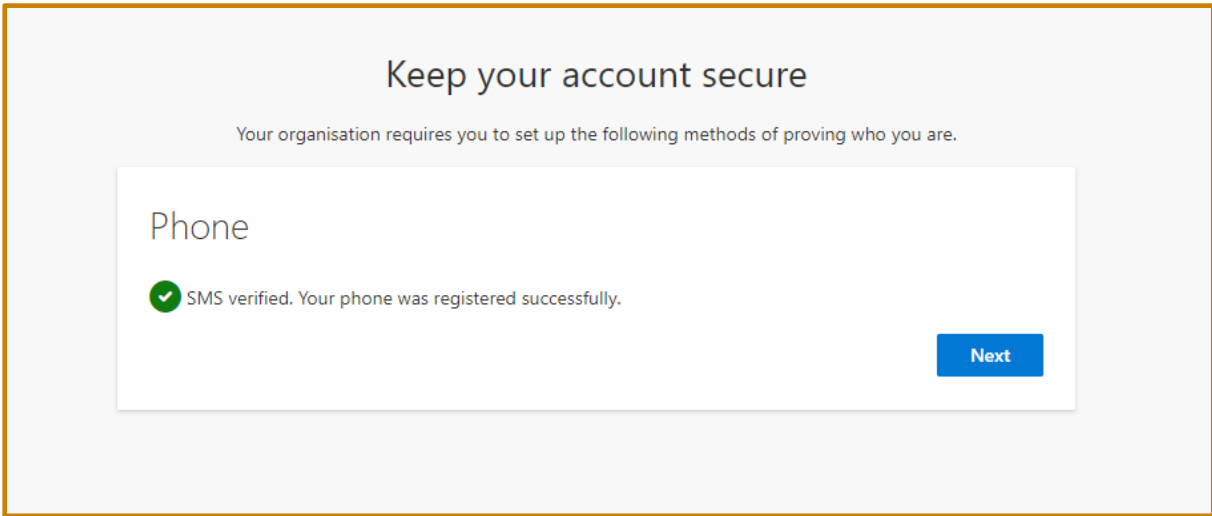 Keep your account secure
Your organisation requires you to set up the following methods of proving who you are.
Phone
SMS verified. Your phone was registered successfully.
Next